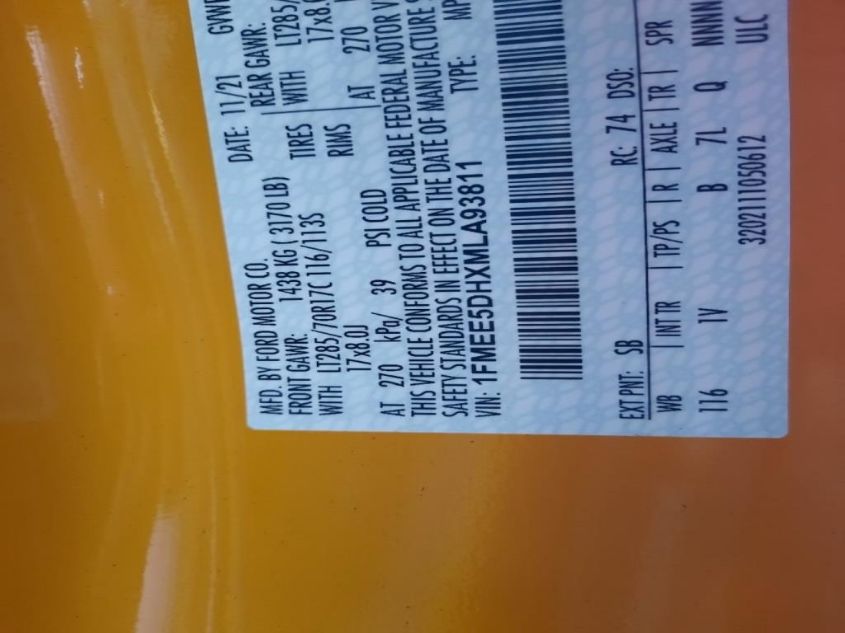 MFD. BY FORD MOTOR CO.
DATE: 11/21
FRONT GAWR: 1438 KG ( 3170 LB)
REAR GAWR:
WITH LT285/70R17C 116/113S TIRES WITH
17x8.0J RIMS
AT 270 kPa/ 39 PSI COLD AT 270
THIS VEHICLE CONFORMS TO ALL APPLICABLE FEDERAL MOTOR
SAFETY STANDARDS IN EFFECT ON THE DATE OF MANUFACTURE
VIN: 1FMEE5DHXMLA93811 TYPE:
EXT PNT: SB RC: 74 DSO:
WB | INT TR | TP/PS | R | AXLE | TR | SPR
116 1V B 7L Q NNNN
3202111050612 ULC